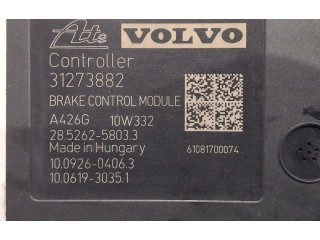 Ate VOLVO
Controller
31273882
BRAKE CONTROL MODULE
A426G 10W332
28.5262-5803.3
Made in Hungary 61081700074
10.0926-0406.3
10.0619-3035.1